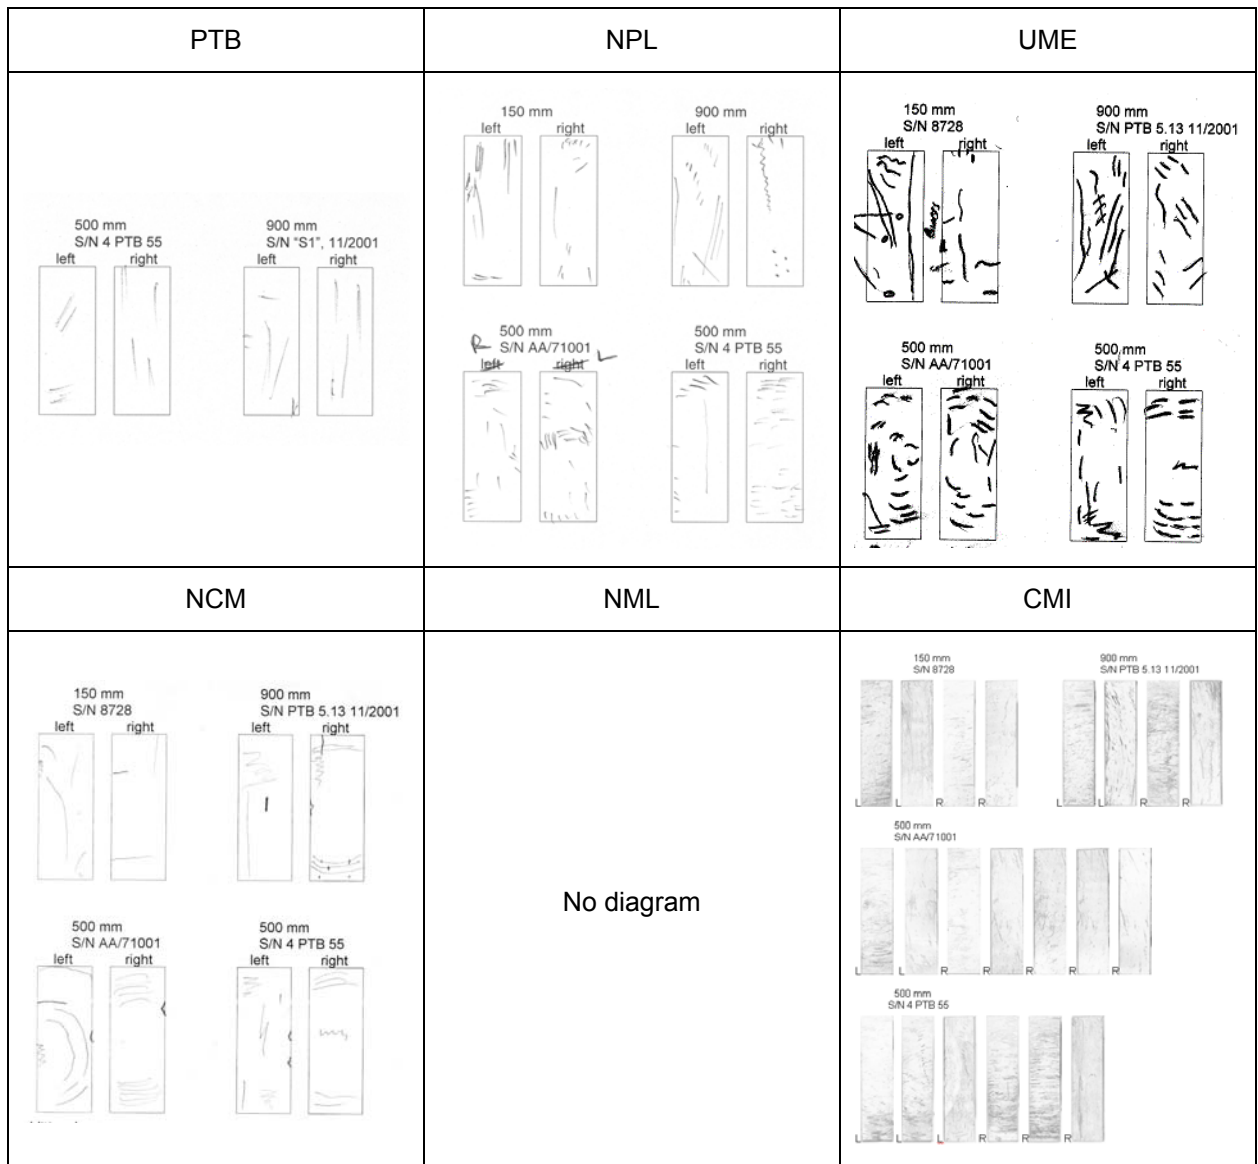 PTB
NPL
UME
500 mm
S/N 4 PTB 55
left right
900 mm
S/N "S1", 11/2001
left right
150 mm
left right
900 mm
left right
R 500 mm
S/N AA/71001 L
left right
500 mm
S/N 4 PTB 55
left right
150 mm
S/N 8728
left right
900 mm
S/N PTB 5.13 11/2001
left right
500 mm
S/N AA/71001
left right
500 mm
S/N 4 PTB 55
left right
NCM
NML
CMI
150 mm
S/N 8728
left right
900 mm
S/N PTB 5.13 11/2001
left right
500 mm
S/N AA/71001
left right
500 mm
S/N 4 PTB 55
left right
No diagram
150 mm
S/N 8728
L L R R
900 mm
S/N PTB 5.13 11/2001
L L R R
500 mm
S/N AA/71001
L L R R R R R
500 mm
S/N 4 PTB 55
L L L R R R